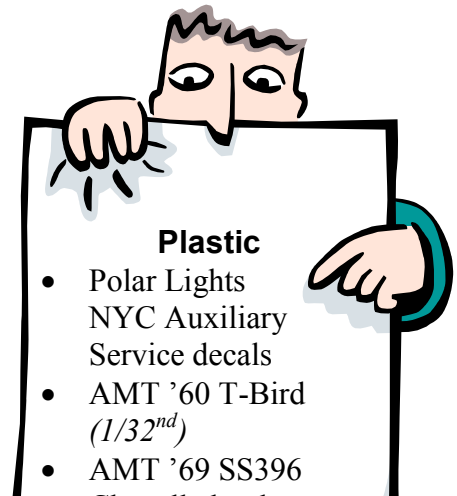 Plastic
• Polar Lights
NYC Auxiliary
Service decals
• AMT ’60 T-Bird
(1/32nd)
• AMT ’69 SS396